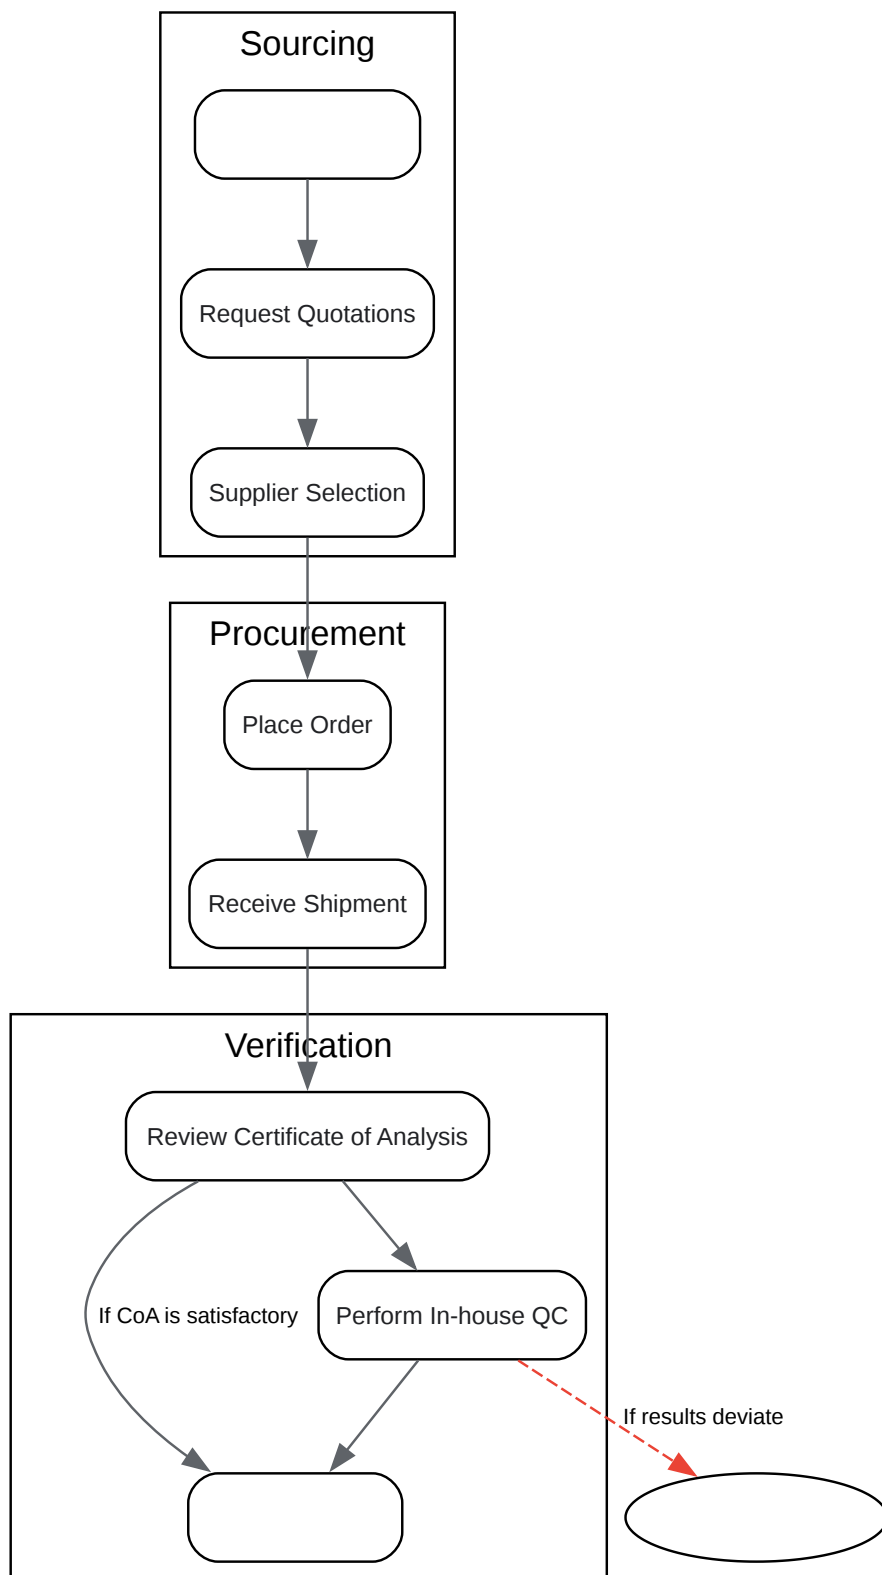 Sourcing
Request Quotations
Supplier Selection
Procurement
Place Order
Receive Shipment
Verification
Review Certificate of Analysis
If CoA is satisfactory
Perform In-house QC
If results deviate